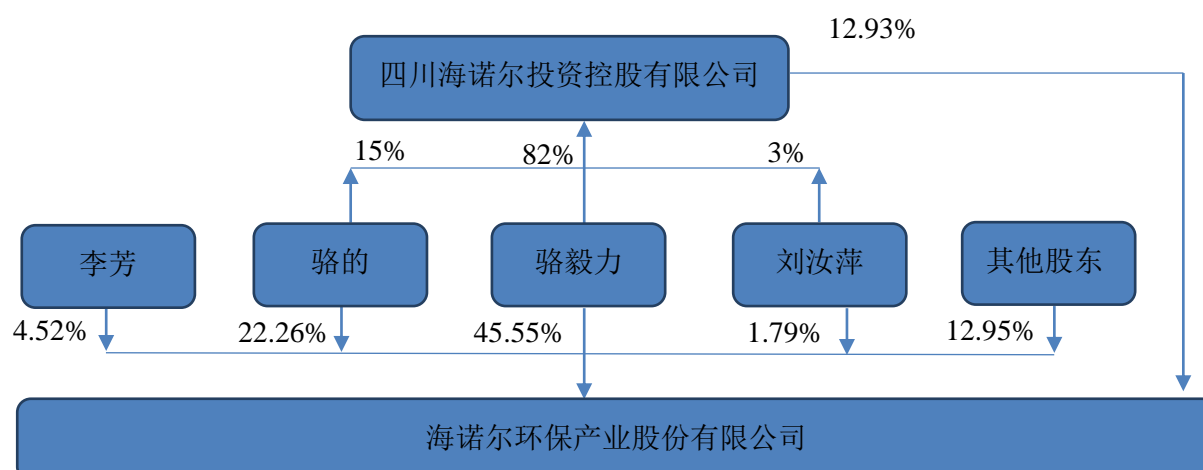 12.93%
四川海诺尔投资控股有限公司
15%
82%
3%
李芳
骆的
骆毅力
刘汝萍
其他股东
4.52%
22.26%
45.55%
1.79%
12.95%
海诺尔环保产业股份有限公司